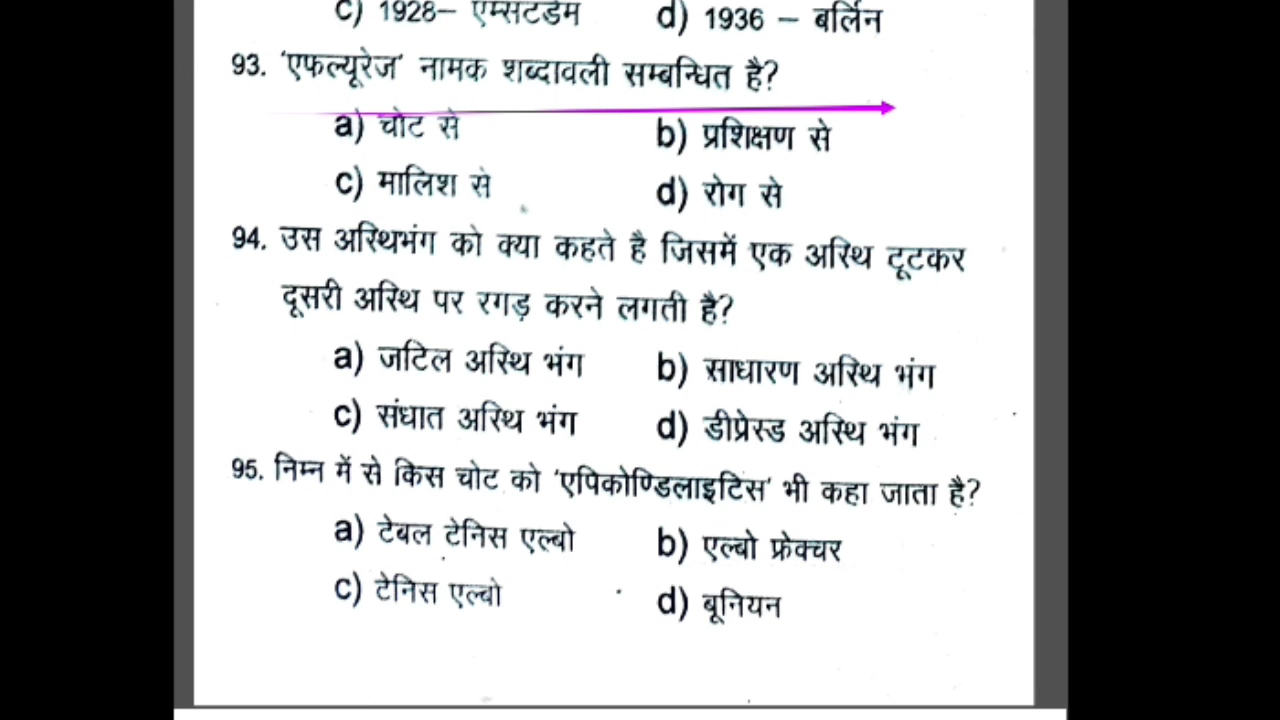 c) 1928– एम्सटर्डम d) 1936 – बर्लिन
93. 'एफल्यूरेज' नामक शब्दावली सम्बन्धित है?
a) चोट से b) प्रशिक्षण से
c) मालिश से d) रोग से
94. उस अस्थिभंग को क्या कहते है जिसमें एक अस्थि टूटकर
दूसरी अस्थि पर रगड़ करने लगती है?
a) जटिल अस्थि भंग b) साधारण अस्थि भंग
c) संधात अस्थि भंग d) डीप्रेस्ड अस्थि भंग
95. निम्न में से किस चोट को 'एपिकोण्डिलाइटिस' भी कहा जाता है?
a) टेबल टेनिस एल्बो b) एल्बो फ्रेक्चर
c) टेनिस एल्बो d) बूनियन